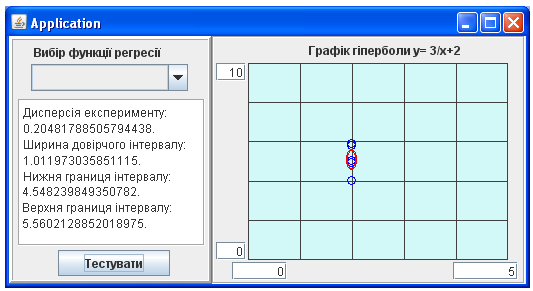 Application
Вибір функції регресії
Дисперсія експерименту:
0.20481788505794438.
Ширина довірчого інтервалу:
1.011973035851115.
Нижня границя інтервалу:
4.548239849350782.
Верхня границя інтервалу:
5.5602128852018975.
Тестувати
Графік гіперболи y= 3/x+2
10
0
0
5